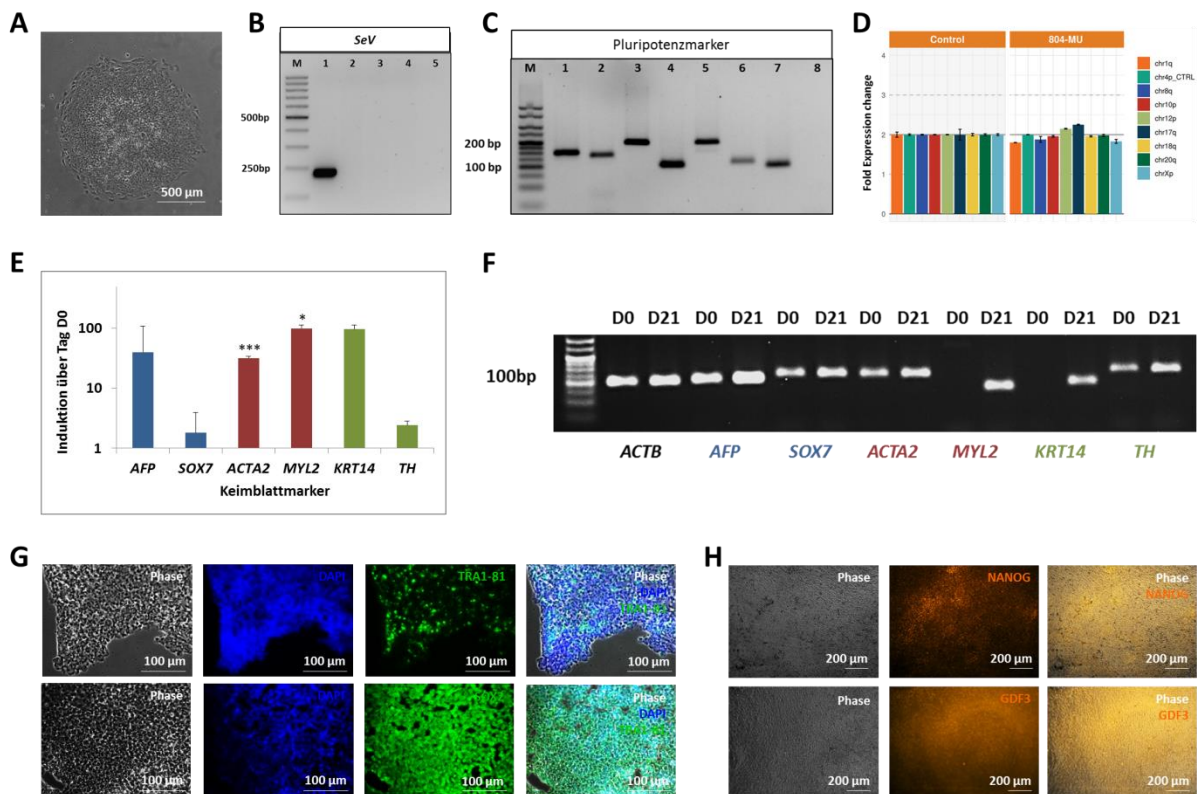 A
500 µm
B
SeV
M 1 2 3 4 5
500bp
250bp
C
Pluripotenzmarker
M 1 2 3 4 5 6 7 8
200 bp
100 bp
D
Control 804-MU
Fold Expression change
4
3
2
1
0
chr1q
chr4p_CTRL
chr8q
chr10p
chr12p
chr17q
chr18q
chr20q
chrXp
E
Induktion über Tag D0
100
10
1
***
*
AFP SOX7 ACTA2 MYL2 KRT14 TH
Keimblattmarker
F
D0 D21 D0 D21 D0 D21 D0 D21 D0 D21 D0 D21 D0 D21
100bp
ACTB AFP SOX7 ACTA2 MYL2 KRT14 TH
G
Phase
100 µm
DAPI
100 µm
TRA1-81
100 µm
Phase
DAPI
TRA1-81
100 µm
Phase
100 µm
DAPI
100 µm
100 µm
Phase
DAPI
100 µm
H
Phase
200 µm
NANOG
200 µm
Phase
NANOG
200 µm
Phase
200 µm
GDF3
200 µm
Phase
GDF3
200 µm